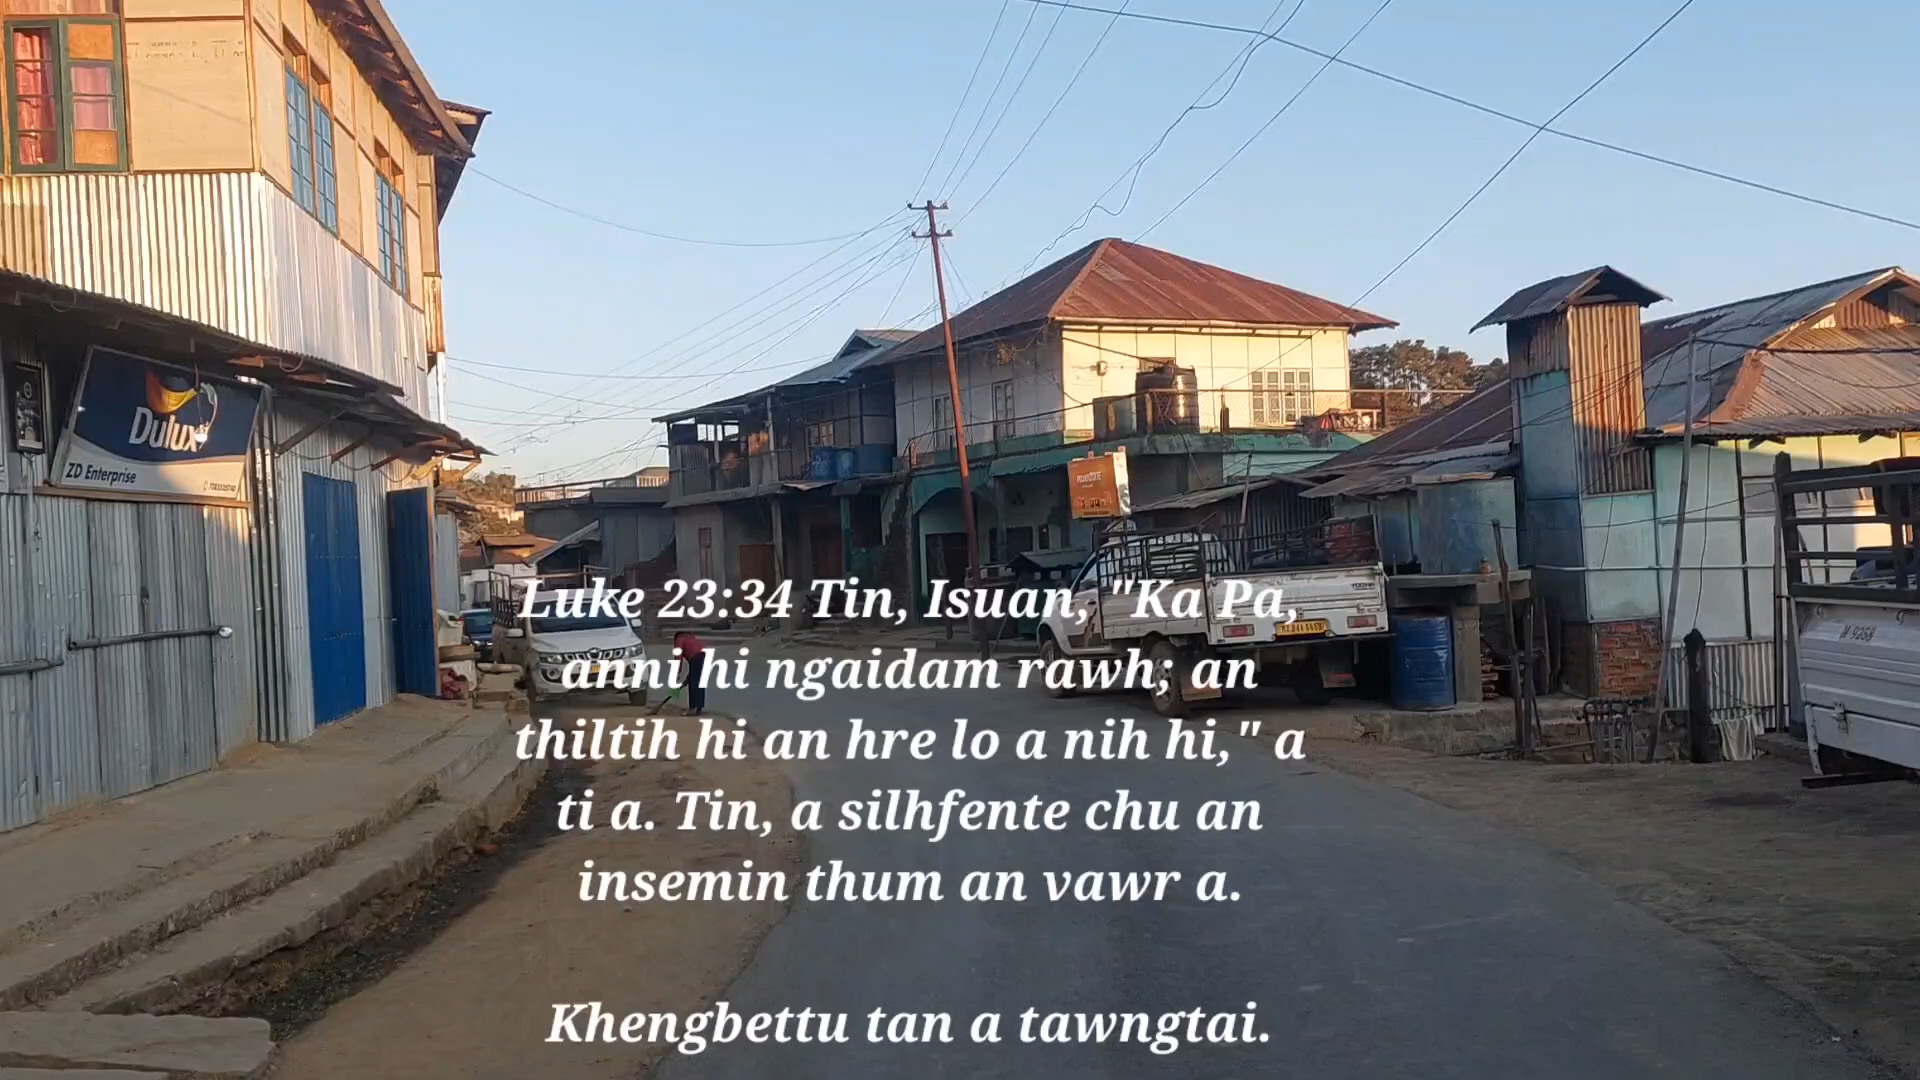 Dulux
ZD Enterprise
Luke 23:34 Tin, Isuan, "Ka Pa,
anni hi ngaidam rawh; an
thiltih hi an hre lo a nih hi," a
ti a. Tin, a silhfente chu an
insemin thum an vawr a.
Khengbettu tan a tawngtai.